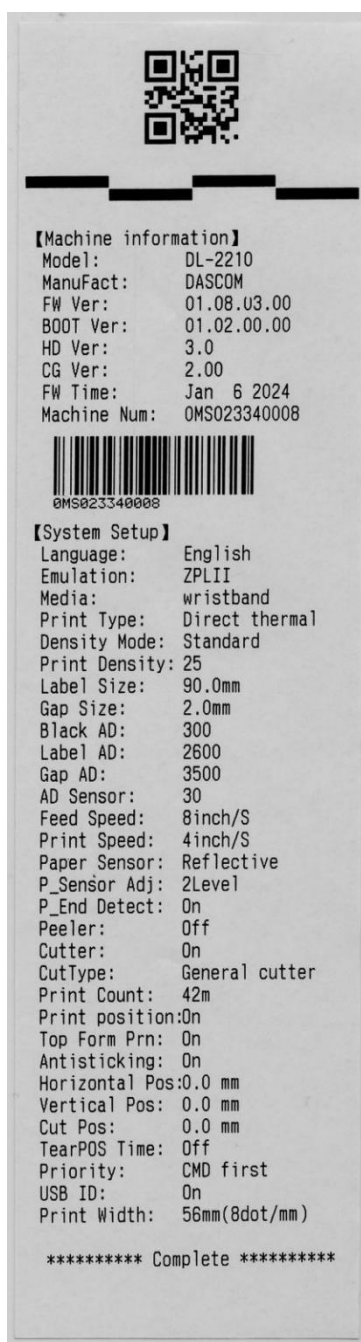 【Machine information】
Model: DL-2210
ManuFact: DASCOM
FW Ver: 01.08.03.00
BOOT Ver: 01.02.00.00
HD Ver: 3.0
CG Ver: 2.00
FW Time: Jan 6 2024
Machine Num: 0MS023340008
0MS023340008
【System Setup】
Language: English
Emulation: ZPLII
Media: wristband
Print Type: Direct thermal
Density Mode: Standard
Print Density: 25
Label Size: 90.0mm
Gap Size: 2.0mm
Black AD: 300
Label AD: 2600
Gap AD: 3500
AD Sensor: 30
Feed Speed: 8inch/S
Print Speed: 4inch/S
Paper Sensor: Reflective
P_Sensor Adj: 2Level
P_End Detect: On
Peeler: Off
Cutter: On
CutType: General cutter
Print Count: 42m
Print position:On
Top Form Prn: On
Antisticking: On
Horizontal Pos:0.0 mm
Vertical Pos: 0.0 mm
Cut Pos: 0.0 mm
TearPOS Time: Off
Priority: CMD first
USB ID: On
Print Width: 56mm(8dot/mm)
********** Complete **********